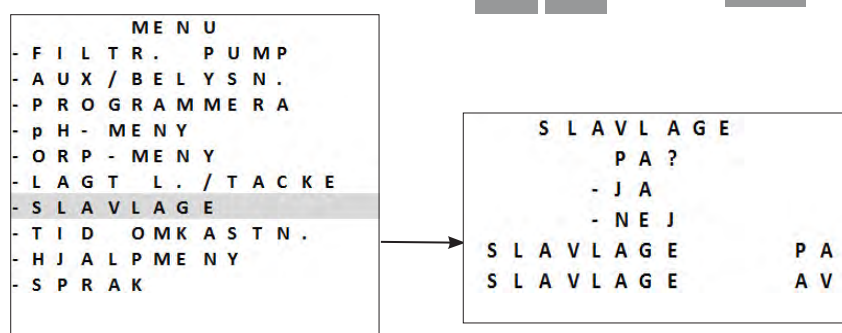 MENU
-FILTR. PUMP
-AUX/BELYSN.
-PROGRAMMERA
-pH-MENY
-ORP-MENY
-LAGT L./TACKE
-SLAVLAGE
-TID OMKASTN.
-HJALPMENY
-SPRAK
SLAVLAGE
PA?
-JA
-NEJ
SLAVLAGE PA
SLAVLAGE AV